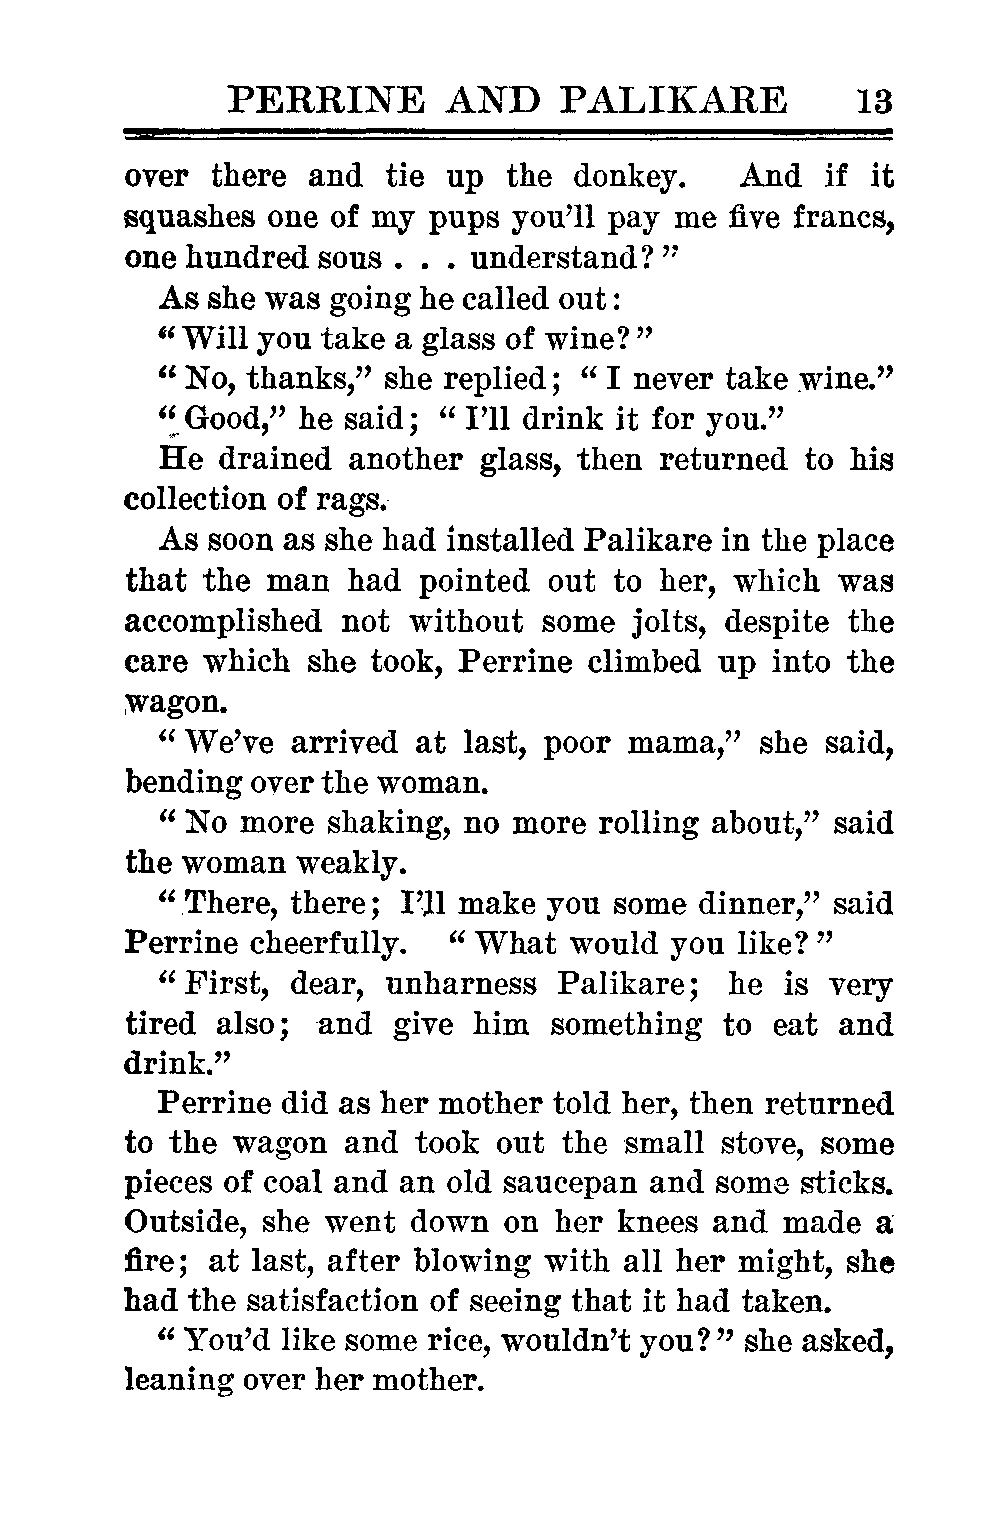 PERRINE AND PALIKARE 13
over there and tie up the donkey. And if it
squashes one of my pups you'll pay me five francs,
one hundred sous . . . understand?"
As she was going he called out:
"Will you take a glass of wine?"
"No, thanks," she replied; "I never take wine."
"Good," he said; "I'll drink it for you."
He drained another glass, then returned to his
collection of rags.
As soon as she had installed Palikare in the place
that the man had pointed out to her, which was
accomplished not without some jolts, despite the
care which she took, Perrine climbed up into the
wagon.
"We've arrived at last, poor mama," she said,
bending over the woman.
"No more shaking, no more rolling about," said
the woman weakly.
"There, there; I'll make you some dinner," said
Perrine cheerfully. "What would you like?"
"First, dear, unharness Palikare; he is very
tired also; and give him something to eat and
drink."
Perrine did as her mother told her, then returned
to the wagon and took out the small stove, some
pieces of coal and an old saucepan and some sticks.
Outside, she went down on her knees and made a
fire; at last, after blowing with all her might, she
had the satisfaction of seeing that it had taken.
"You'd like some rice, wouldn't you?" she asked,
leaning over her mother.